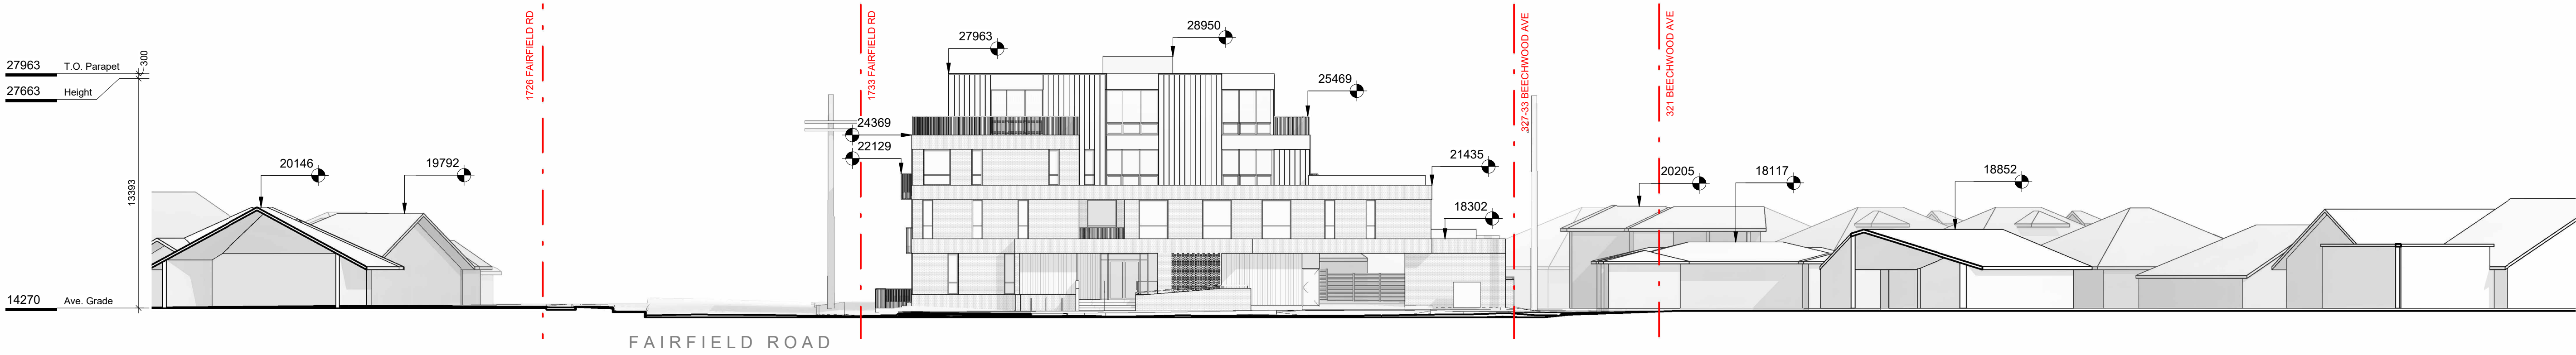 27963 T.O. Parapet
300
27663 Height
13393
14270 Ave. Grade
20146
19792
1726 FAIRFIELD RD
FAIRFIELD ROAD
1733 FAIRFIELD RD
24369
22129
27963
28950
25469
21435
18302
327-33 BEECHWOOD AVE
321 BEECHWOOD AVE
20205
18117
18852